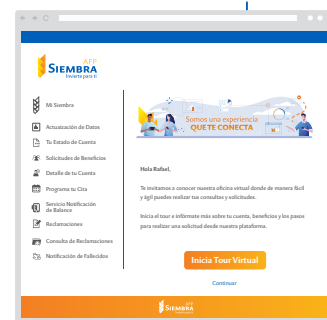 AFP
SIEMBRA
Invierte para ti
Mi Siembra
Actualización de Datos
Tu Estado de Cuenta
Solicitudes de Beneficios
Detalle de tu Cuenta
Programa tu Cita
Servicio Notificación
de Balance
Reclamaciones
Consulta de Reclamaciones
Notificación de Fallecidos
Somos una experiencia
QUE TE CONECTA
Hola Rafael,
Te invitamos a conocer nuestra oficina virtual donde de manera fácil
y ágil puedes realizar tus consultas y solicitudes.
Inicia el tour e infórmate más sobre tu cuenta, beneficios y los pasos
para realizar una solicitud desde nuestra plataforma.
Inicia Tour Virtual
Continuar
AFP
SIEMBRA